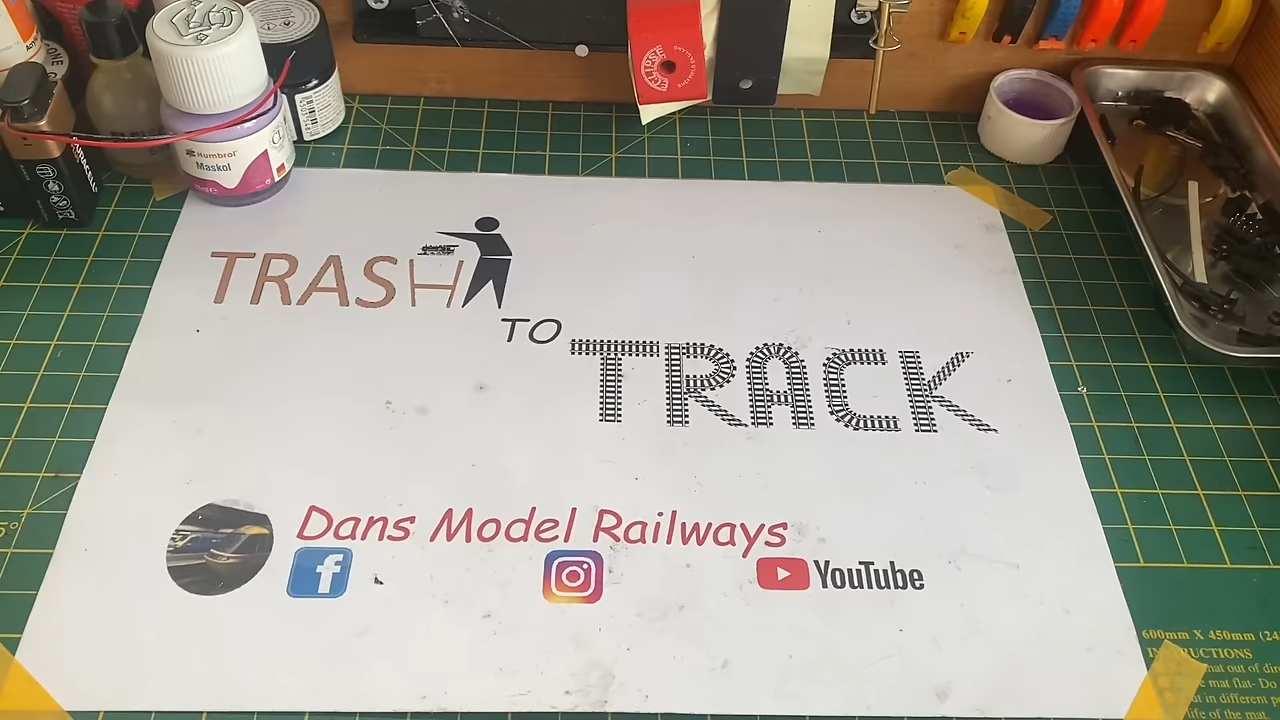 Humbrol
Maskol
TRASH
TO
TRACK
Dans Model Railways
YouTube
600mm X 450mm